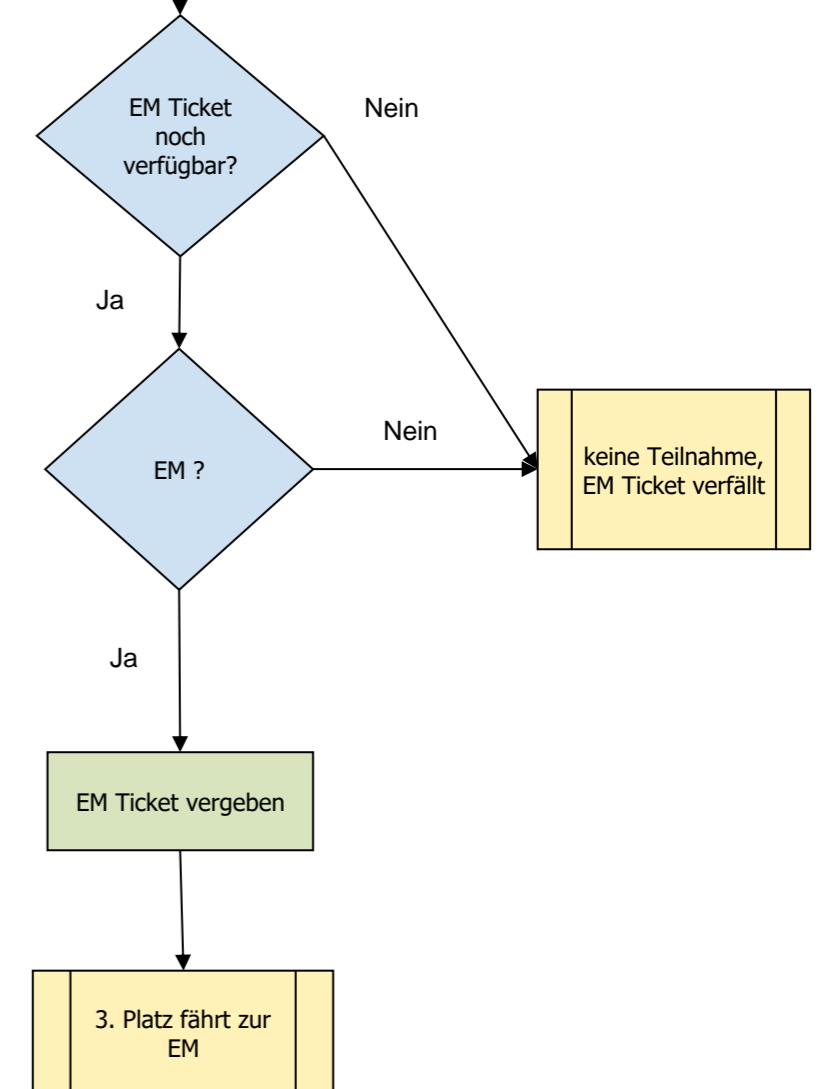 EM Ticket
noch
verfügbar?
Nein
Ja
EM ?
Nein
keine Teilnahme,
EM Ticket verfällt
Ja
EM Ticket vergeben
3. Platz fährt zur
EM